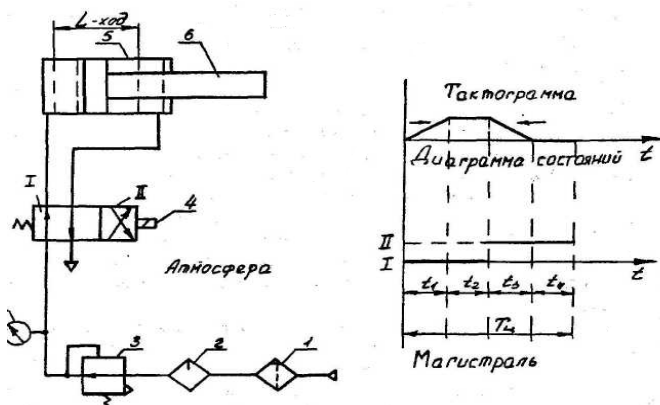 L-ход
5
6
I
II
4
Атмосфера
3
2
1
Тактограмма
t
Диаграмма состояний
II
I
t
t₁ t₂ t₃ t₄
Tц
Магистраль